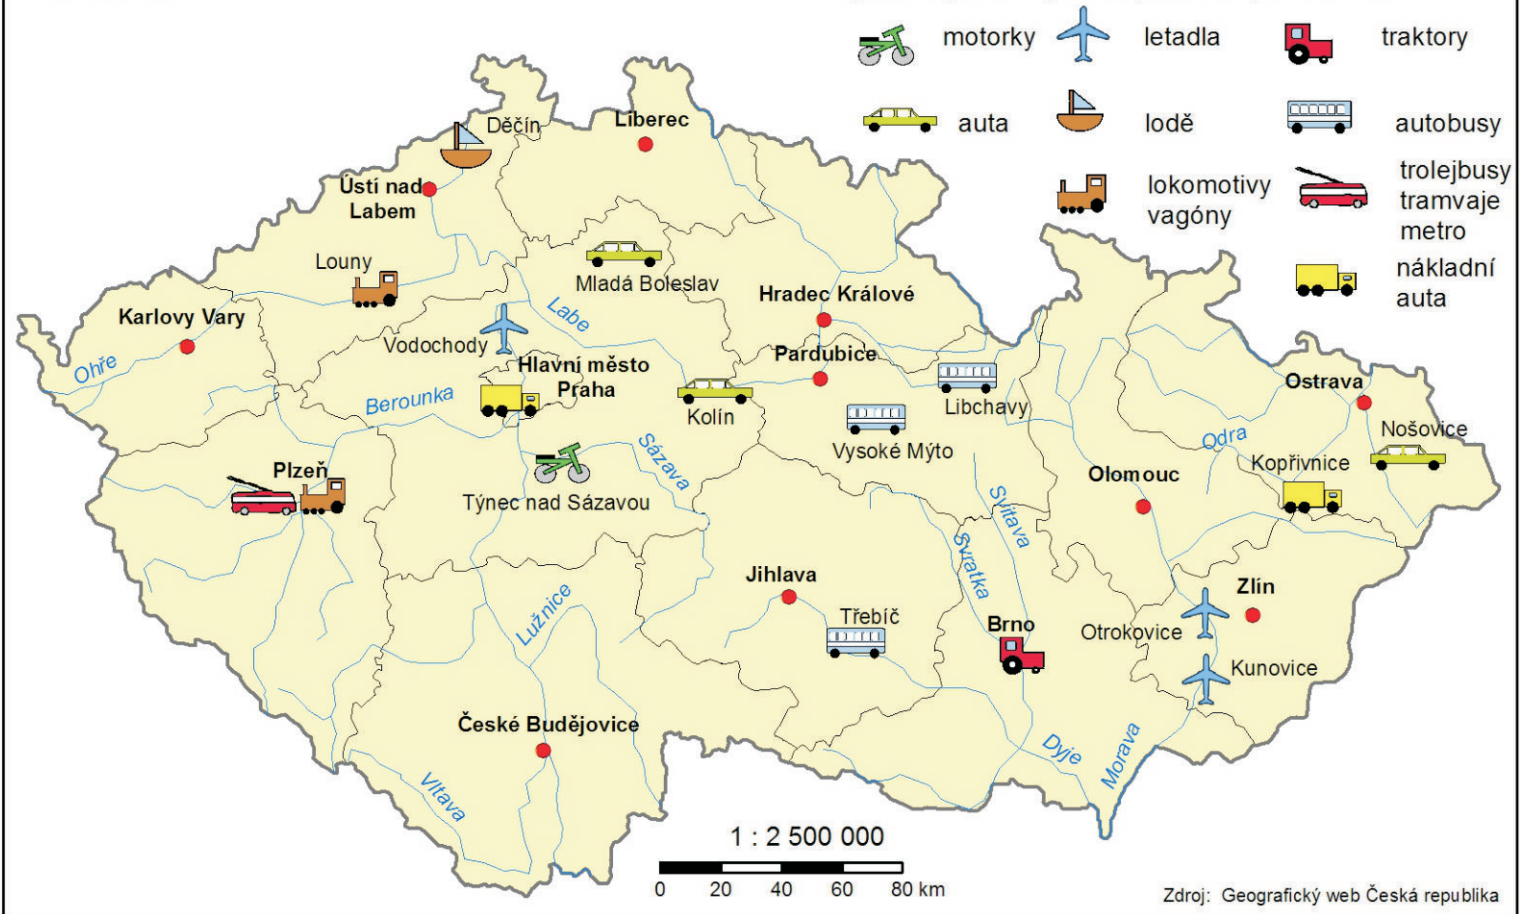 motorky
letadla
traktory
auta
lodě
autobusy
lokomotivy
vagóny
trolejbusy
tramvaje
metro
nákladní
auta
Děčín
Liberec
Ústí nad
Labem
Louny
Mladá Boleslav
Karlovy Vary
Labe
Hradec Králové
Vodochody
Ohře
Hlavní město
Praha
Pardubice
Berounka
Kolín
Libchavy
Ostrava
Vysoké Mýto
Nošovice
Sázava
Odra
Kopřivnice
Plzeň
Olomouc
Týnec nad Sázavou
Svitava
Svratka
Jihlava
Zlín
Lužnice
Třebíč
Brno
Otrokovice
Kunovice
České Budějovice
Dyje
Morava
Vltava
1 : 2 500 000
0 20 40 60 80 km
Zdroj: Geografický web Česká republika